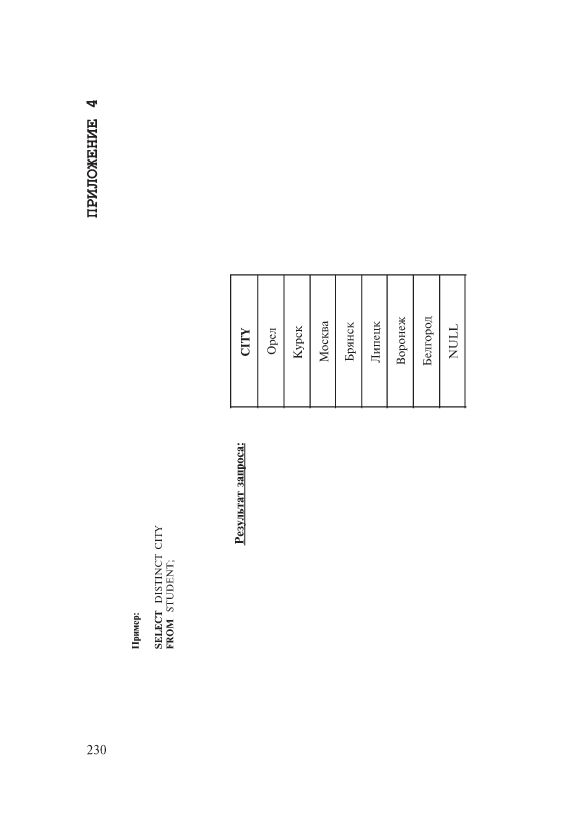 ПРИЛОЖЕНИЕ 4
Пример:
SELECT DISTINCT CITY
FROM STUDENT;
Результат запроса:
CITY
Орел
Курск
Москва
Брянск
Липецк
Воронеж
Белгород
NULL
230